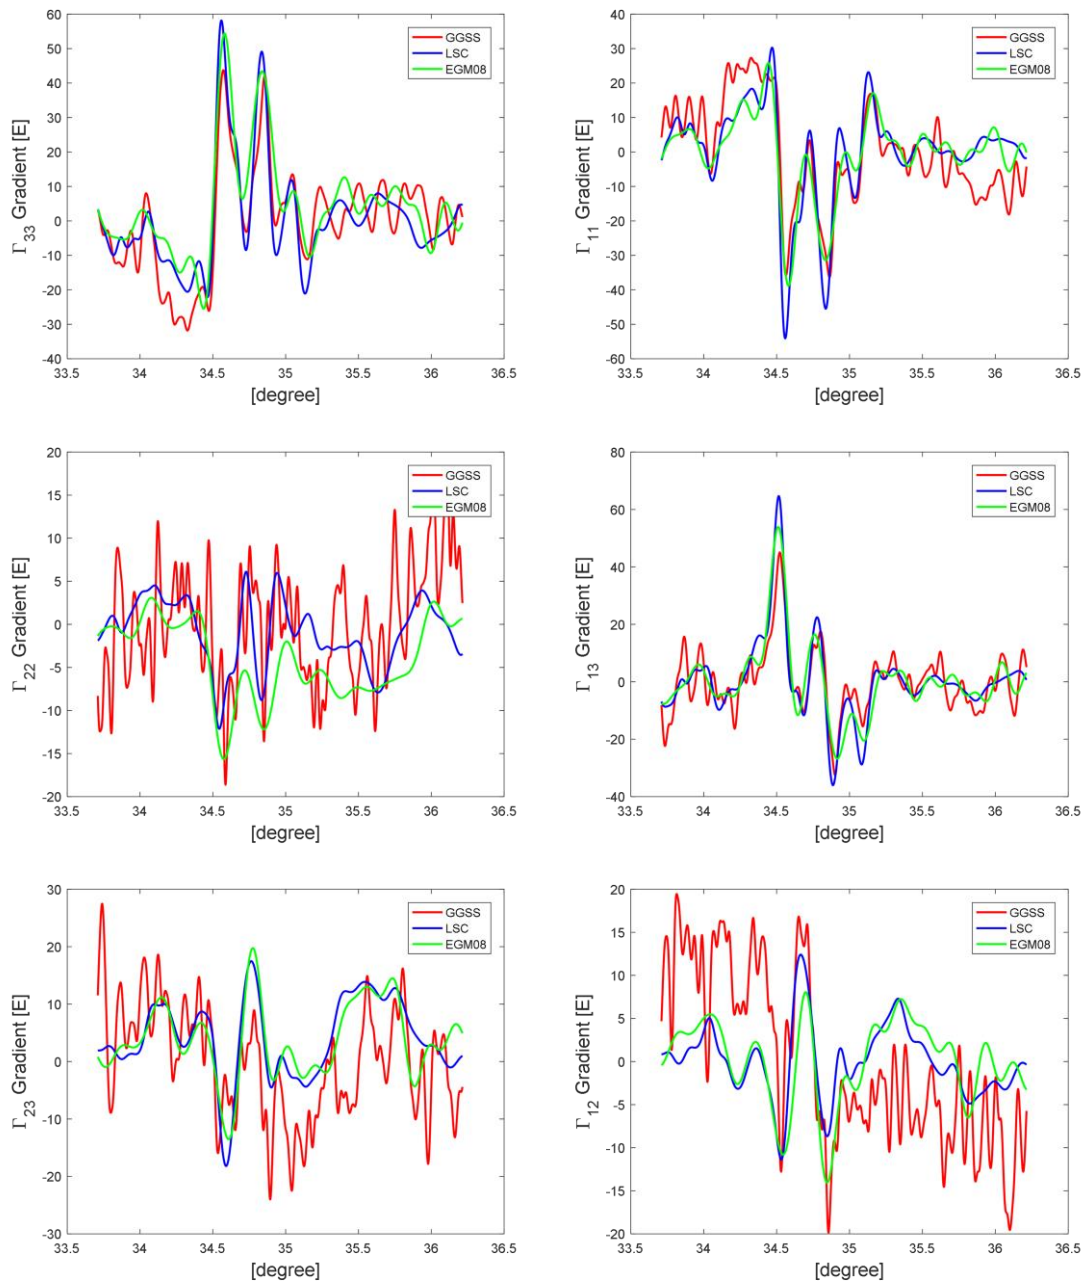 60
50
40
30
20
10
0
-10
-20
-30
-40
33.5 34 34.5 35 35.5 36 36.5
[degree]
Γ33 Gradient [E]
GGSS
LSC
EGM08
40
30
20
10
0
-10
-20
-30
-40
-50
-60
33.5 34 34.5 35 35.5 36 36.5
[degree]
Γ11 Gradient [E]
GGSS
LSC
EGM08
20
15
10
5
0
-5
-10
-15
-20
33.5 34 34.5 35 35.5 36 36.5
[degree]
Γ22 Gradient [E]
GGSS
LSC
EGM08
80
60
40
20
0
-20
-40
33.5 34 34.5 35 35.5 36 36.5
[degree]
Γ13 Gradient [E]
GGSS
LSC
EGM08
30
20
10
0
-10
-20
-30
33.5 34 34.5 35 35.5 36 36.5
[degree]
Γ23 Gradient [E]
GGSS
LSC
EGM08
20
15
10
5
0
-5
-10
-15
-20
33.5 34 34.5 35 35.5 36 36.5
[degree]
Γ12 Gradient [E]
GGSS
LSC
EGM08